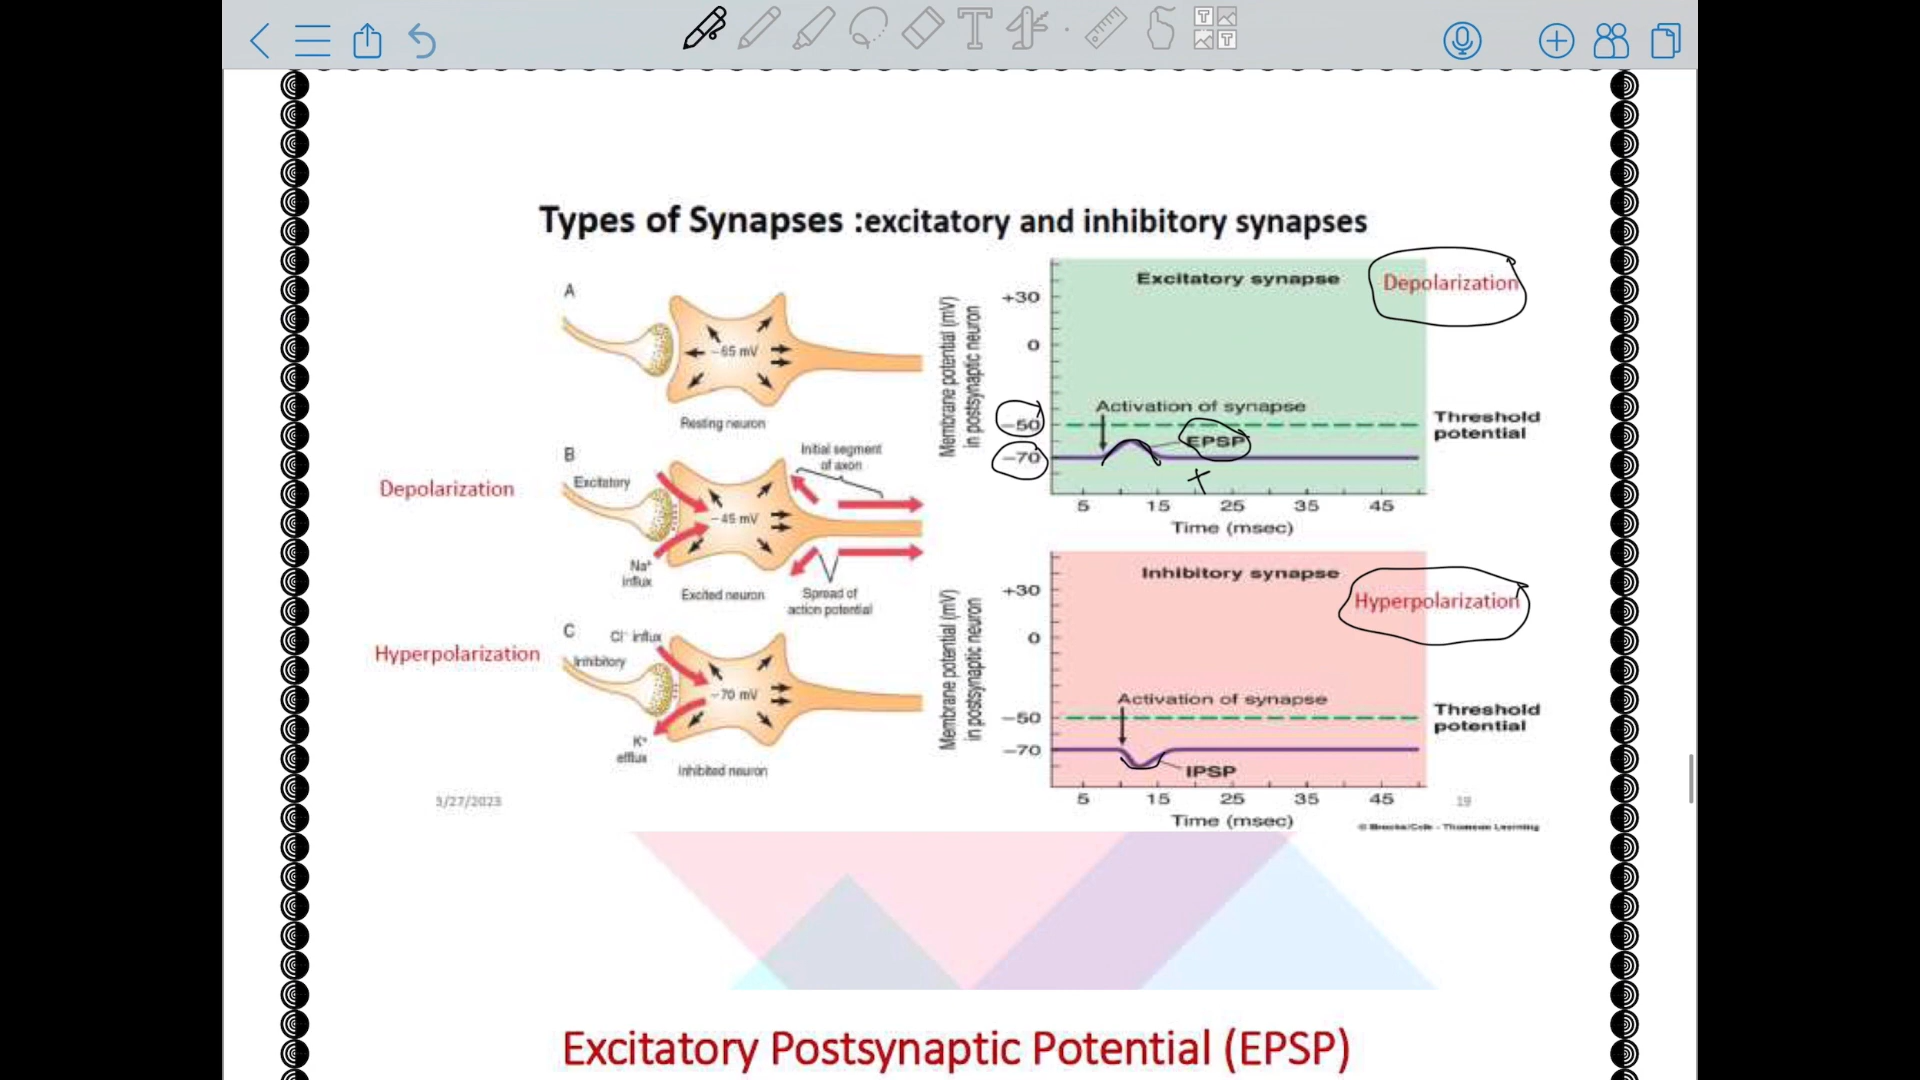 Types of Synapses :excitatory and inhibitory synapses
A
−65 mV
Resting neuron
Depolarization
B
Excitatory
Initial segment
of axon
−45 mV
Na⁺
influx
Excited neuron
Spread of
action potential
Hyperpolarization
C
Cl⁻ influx
Inhibitory
−70 mV
K⁺
efflux
Inhibited neuron
3/27/2023
Membrane potential (mV)
in postsynaptic neuron
Excitatory synapse
Depolarization
+30
0
−50
−70
Activation of synapse
EPSP
Threshold
potential
5 15 25 35 45
Time (msec)
Membrane potential (mV)
in postsynaptic neuron
Inhibitory synapse
Hyperpolarization
+30
0
−50
−70
Activation of synapse
IPSP
Threshold
potential
5 15 25 35 45
Time (msec)
19
© Brooks/Cole - Thomson Learning
Excitatory Postsynaptic Potential (EPSP)